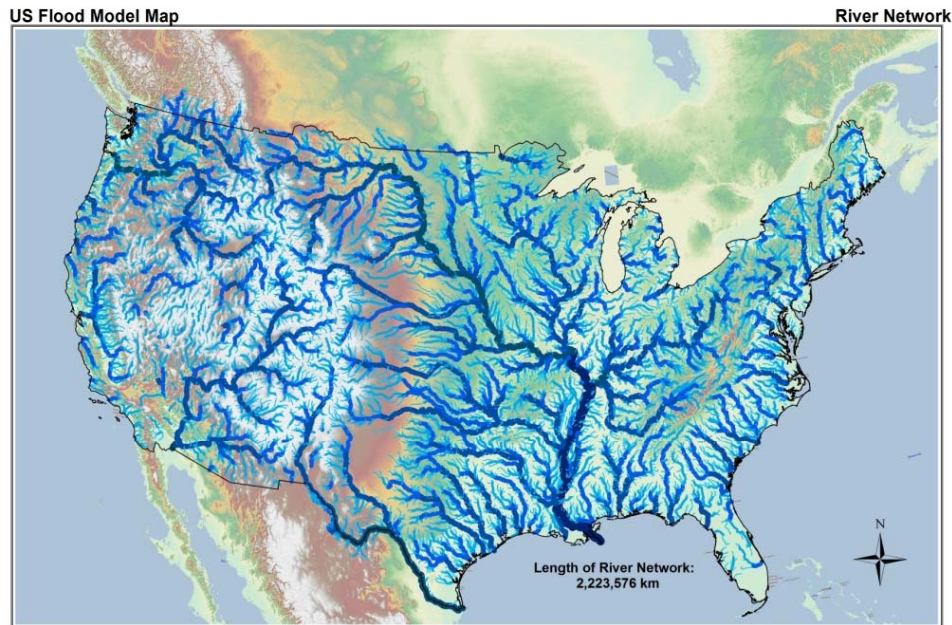 US Flood Model Map
River Network
N
Length of River Network:
2,223,576 km